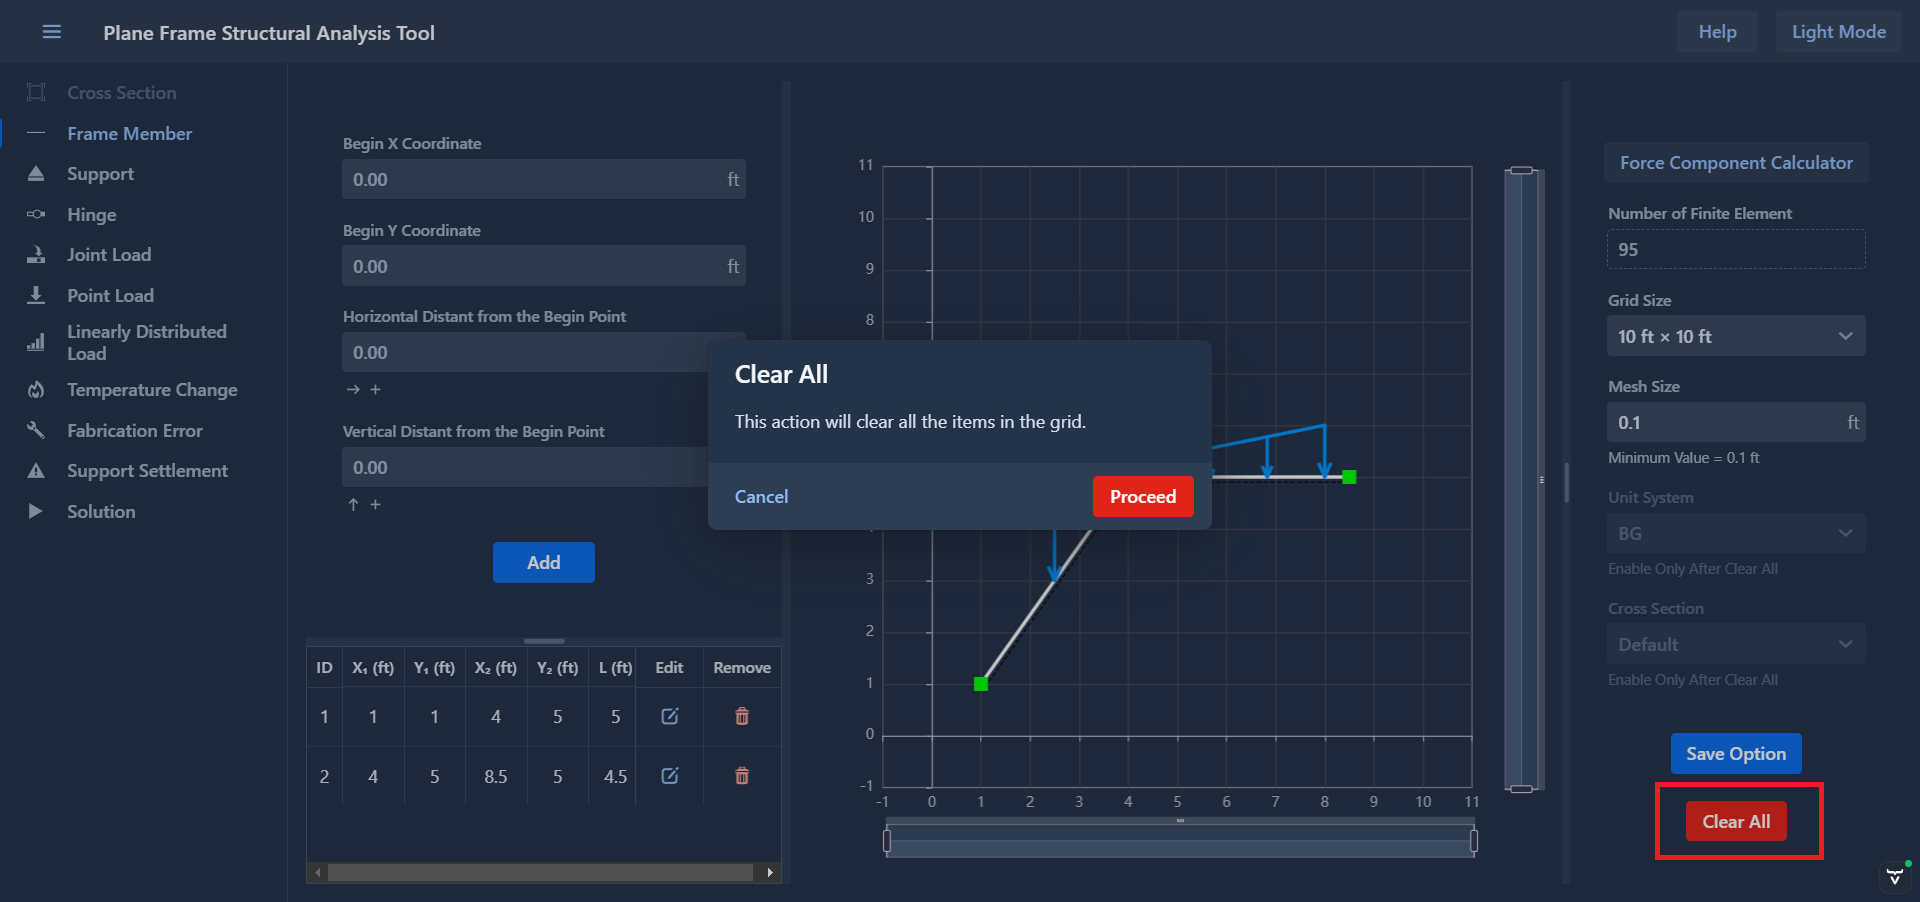 Plane Frame Structural Analysis Tool
Help
Light Mode
Cross Section
Frame Member
Support
Hinge
Joint Load
Point Load
Linearly Distributed
Load
Temperature Change
Fabrication Error
Support Settlement
Solution
Begin X Coordinate
0.00 ft
Begin Y Coordinate
0.00 ft
Horizontal Distant from the Begin Point
0.00
Vertical Distant from the Begin Point
0.00
Add
ID X₁ (ft) Y₁ (ft) X₂ (ft) Y₂ (ft) L (ft) Edit Remove
1 1 1 4 5 5
2 4 5 8.5 5 4.5
11
10
9
8
3
2
1
0
-1
-1 0 1 2 3 4 5 6 7 8 9 10 11
Clear All
This action will clear all the items in the grid.
Cancel
Proceed
Force Component Calculator
Number of Finite Element
95
Grid Size
10 ft × 10 ft
Mesh Size
0.1 ft
Minimum Value = 0.1 ft
Unit System
BG
Enable Only After Clear All
Cross Section
Default
Enable Only After Clear All
Save Option
Clear All